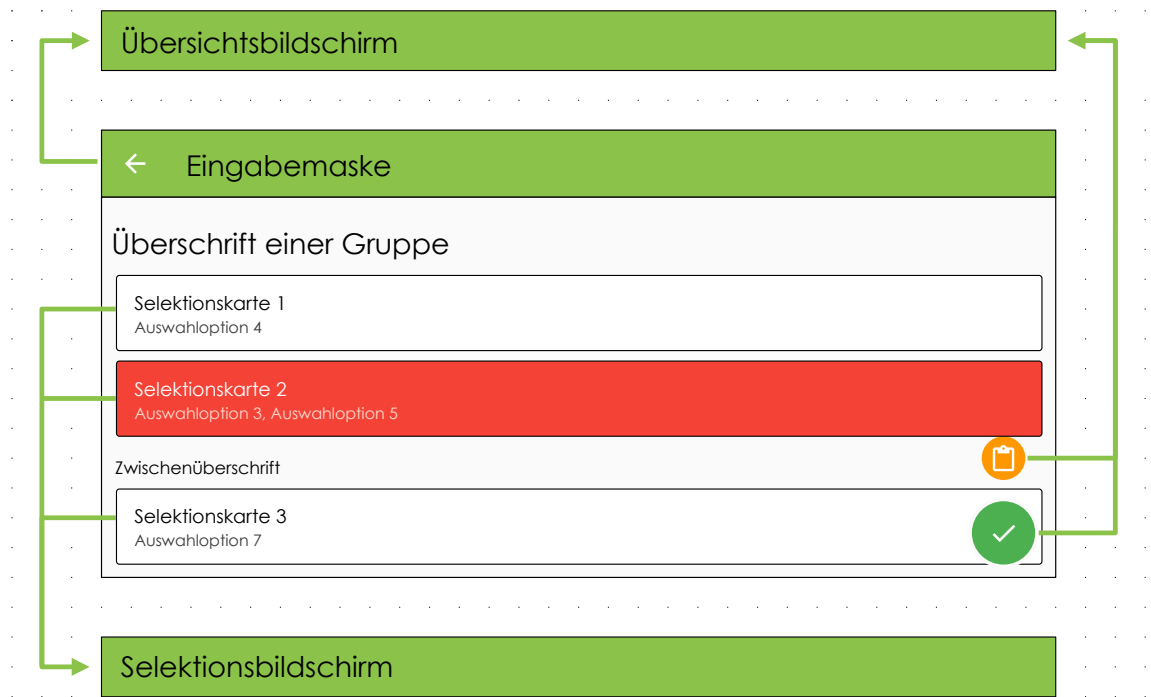 Übersichtsbildschirm
Eingabemaske
Überschrift einer Gruppe
Selektionskarte 1
Auswahloption 4
Selektionskarte 2
Auswahloption 3, Auswahloption 5
Zwischenüberschrift
Selektionskarte 3
Auswahloption 7
Selektionsbildschirm